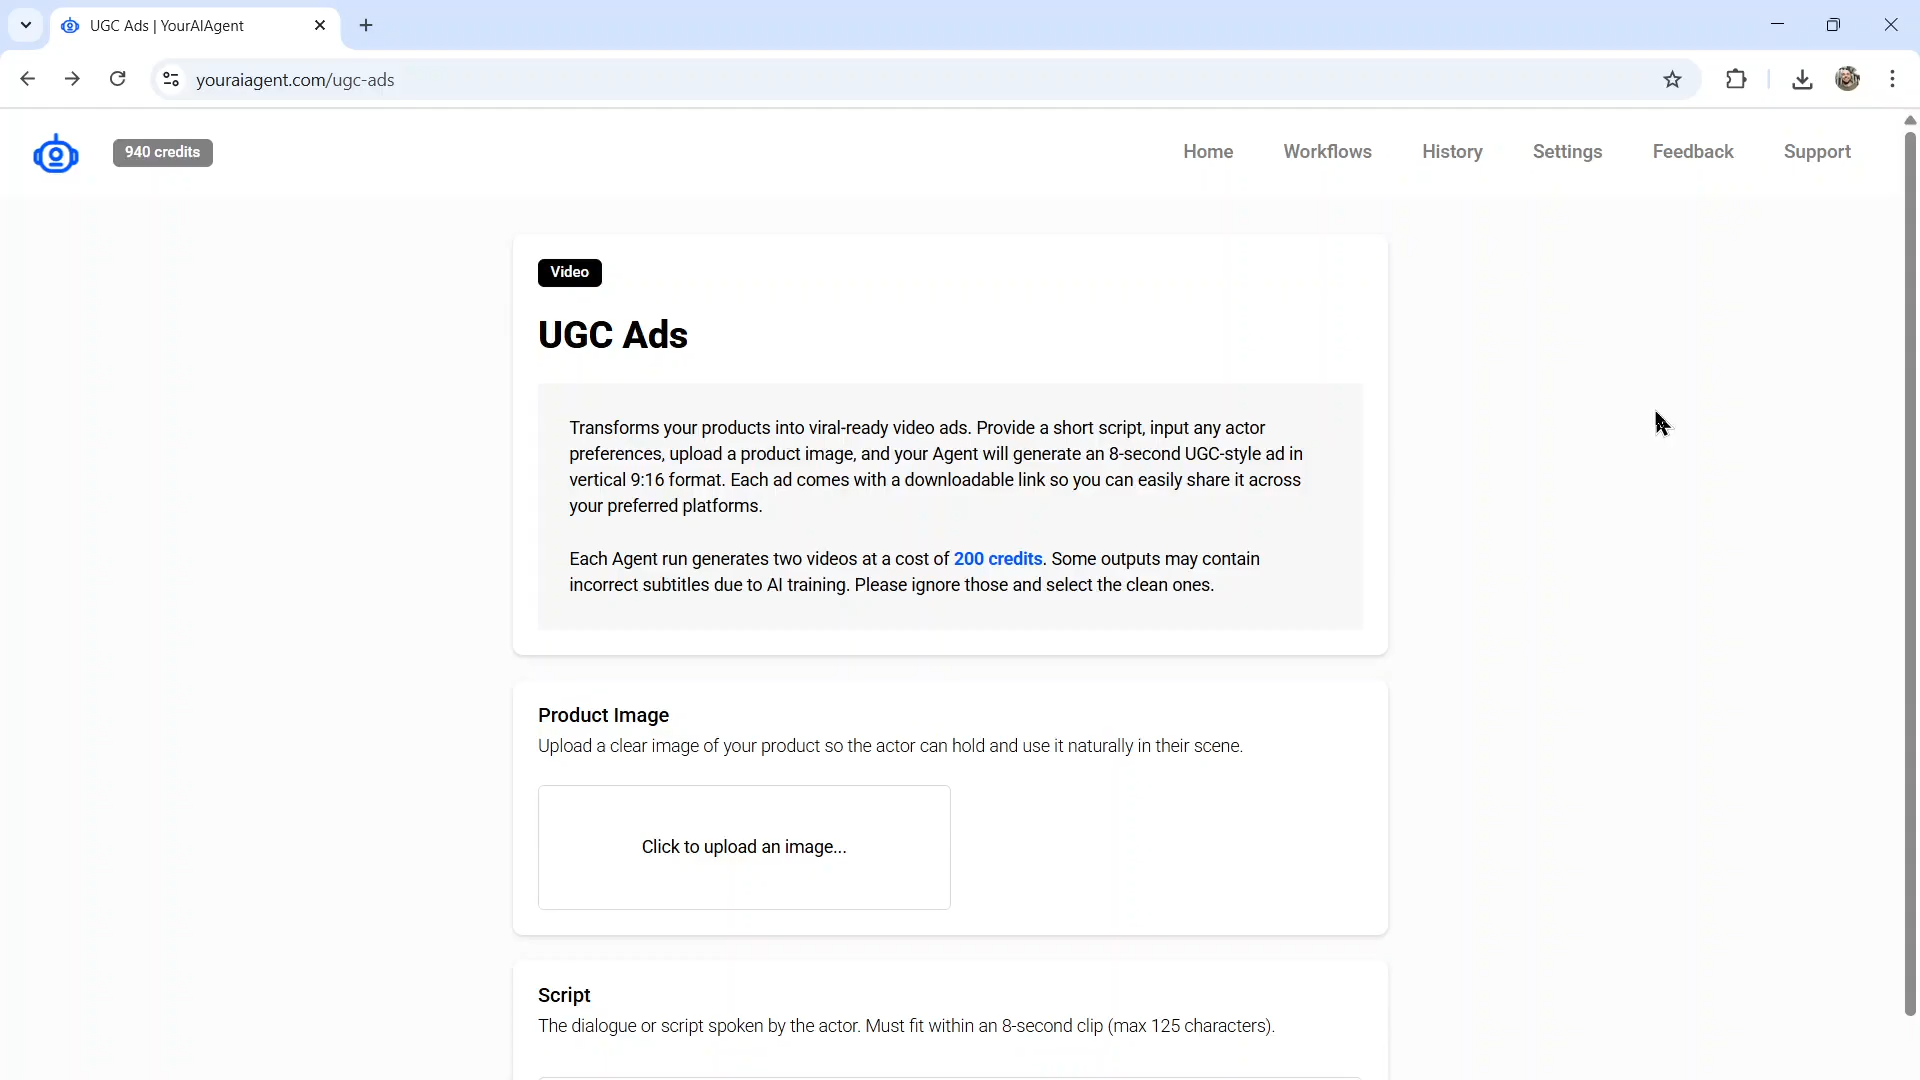 UGC Ads | YourAIAgent
youraiagent.com/ugc-ads
940 credits
Home
Workflows
History
Settings
Feedback
Support
Video
UGC Ads
Transforms your products into viral-ready video ads. Provide a short script, input any actor
preferences, upload a product image, and your Agent will generate an 8-second UGC-style ad in
vertical 9:16 format. Each ad comes with a downloadable link so you can easily share it across
your preferred platforms.
Each Agent run generates two videos at a cost of 200 credits. Some outputs may contain
incorrect subtitles due to AI training. Please ignore those and select the clean ones.
Product Image
Upload a clear image of your product so the actor can hold and use it naturally in their scene.
Click to upload an image...
Script
The dialogue or script spoken by the actor. Must fit within an 8-second clip (max 125 characters).